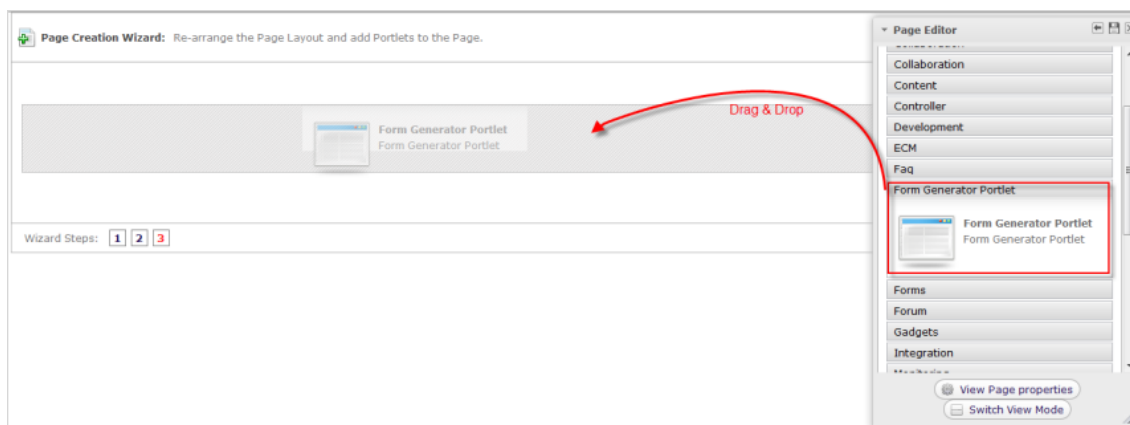 Page Creation Wizard: Re-arrange the Page Layout and add Portlets to the Page.
Form Generator Portlet
Form Generator Portlet
Wizard Steps: 1 2 3
Drag & Drop
Page Editor
Collaboration
Content
Controller
Development
ECM
Faq
Form Generator Portlet
Form Generator Portlet
Form Generator Portlet
Forms
Forum
Gadgets
Integration
View Page properties
Switch View Mode